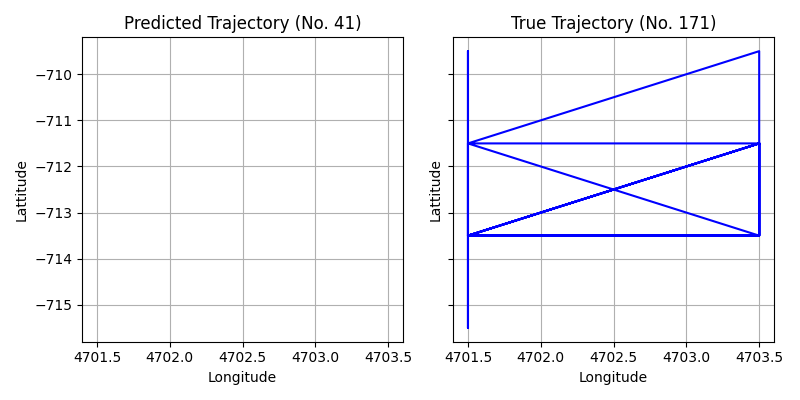 Predicted Trajectory (No. 41)
True Trajectory (No. 171)
Lattitude
−710
−711
−712
−713
−714
−715
4701.5 4702.0 4702.5 4703.0 4703.5
Longitude
Lattitude
4701.5 4702.0 4702.5 4703.0 4703.5
Longitude